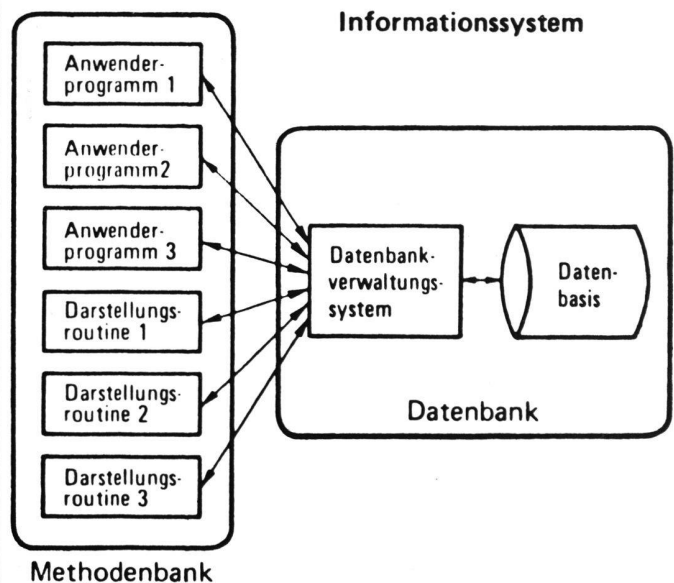 Informationssystem
Anwender-
programm 1
Anwender-
programm2
Anwender-
programm 3
Darstellungs-
routine 1
Darstellungs-
routine 2
Darstellungs-
routine 3
Methodenbank
Datenbank-
verwaltungs-
system
Daten-
basis
Datenbank